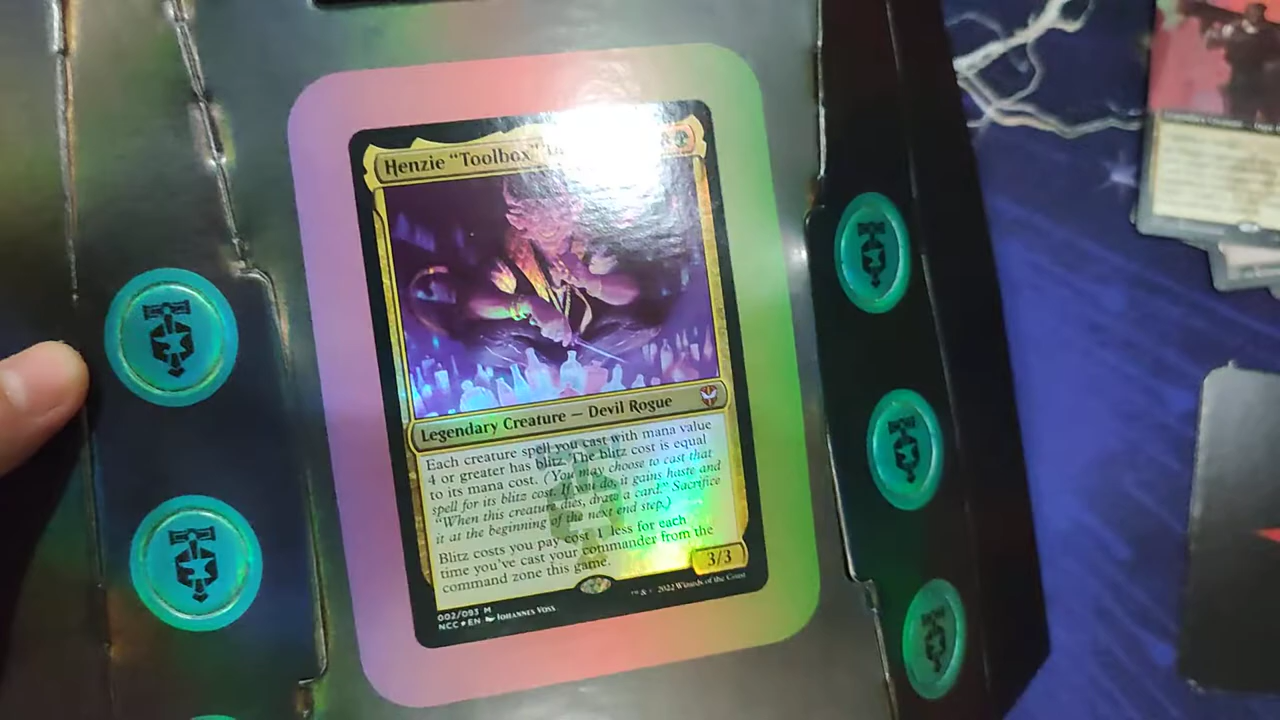 Henzie "Toolbox"
Legendary Creature — Devil Rogue
Each creature spell you cast with mana value
4 or greater has blitz. The blitz cost is equal
to its mana cost. (You may choose to cast that
spell for its blitz cost. If you do, it gains haste and
"When this creature dies, draw a card." Sacrifice
it at the beginning of the next end step.)
Blitz costs you pay cost 1 less for each
time you've cast your commander from the
command zone this game.
3/3
002/093 M
NCC★EN Johannes Voss
™ & © 2022 Wizards of the Coast